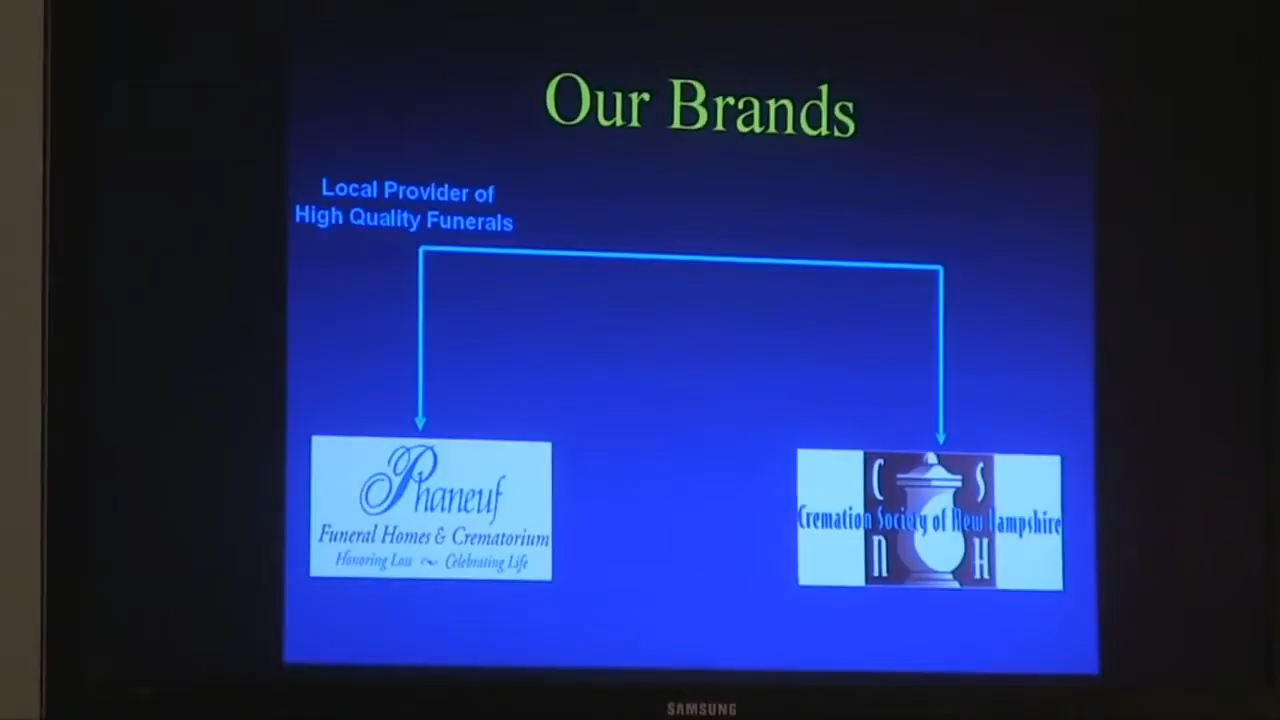 Our Brands
Local Provider of
High Quality Funerals
Phaneuf
Funeral Homes & Crematorium
Honoring Loss ~ Celebrating Life
C S
Cremation Society of New Hampshire
N H
SAMSUNG